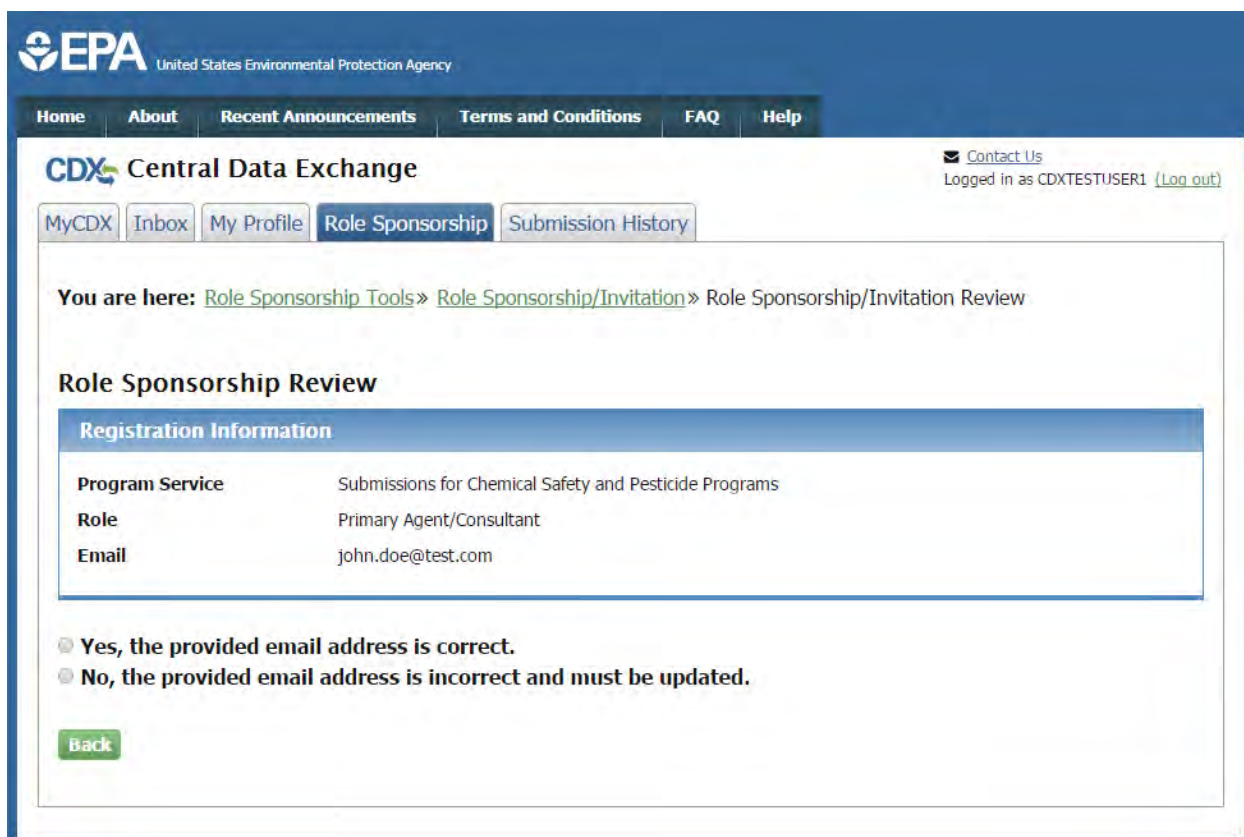 EPA United States Environmental Protection Agency
Home About Recent Announcements Terms and Conditions FAQ Help
CDX Central Data Exchange
Contact Us
Logged in as CDXTESTUSER1 (Log out)
MyCDX Inbox My Profile Role Sponsorship Submission History
You are here: Role Sponsorship Tools» Role Sponsorship/Invitation» Role Sponsorship/Invitation Review
Role Sponsorship Review
Registration Information
Program Service Submissions for Chemical Safety and Pesticide Programs
Role Primary Agent/Consultant
Email john.doe@test.com
Yes, the provided email address is correct.
No, the provided email address is incorrect and must be updated.
Back